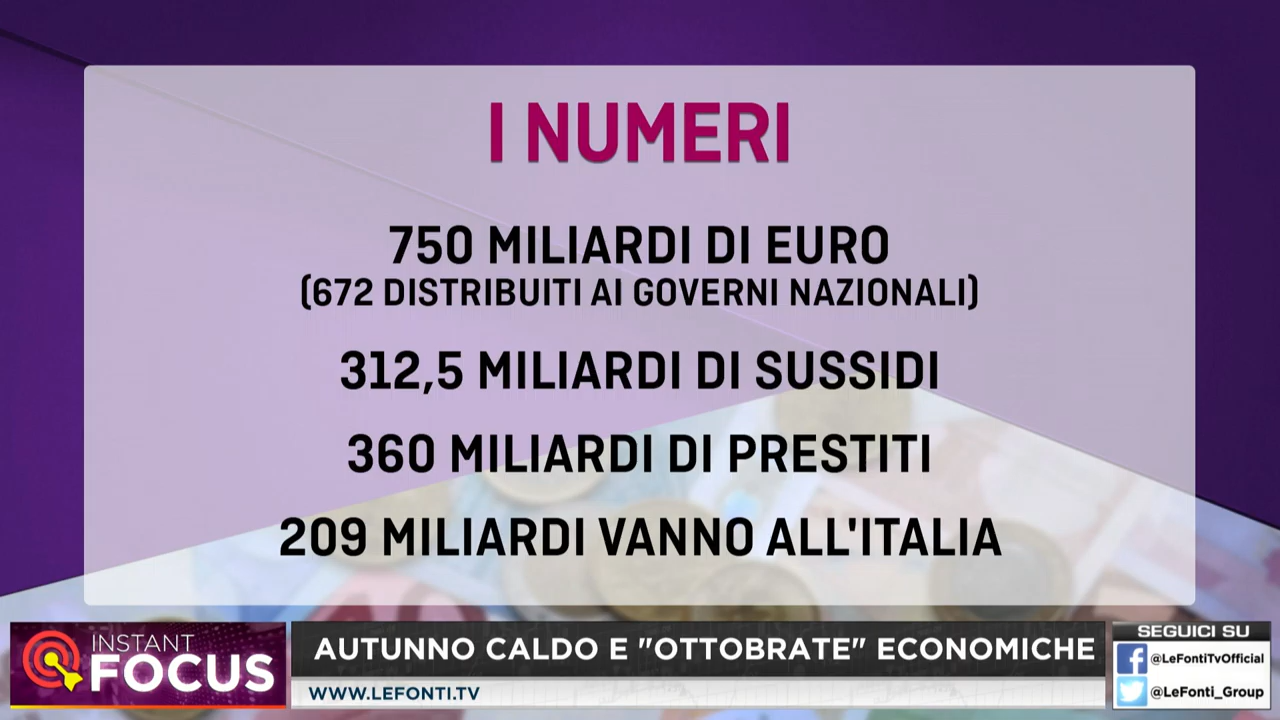 I NUMERI
750 MILIARDI DI EURO
(672 DISTRIBUITI AI GOVERNI NAZIONALI)
312,5 MILIARDI DI SUSSIDI
360 MILIARDI DI PRESTITI
209 MILIARDI VANNO ALL'ITALIA
INSTANT
FOCUS
AUTUNNO CALDO E "OTTOBRATE" ECONOMICHE
WWW.LEFONTI.TV
SEGUICI SU
@LeFontiTvOfficial
@LeFonti_Group